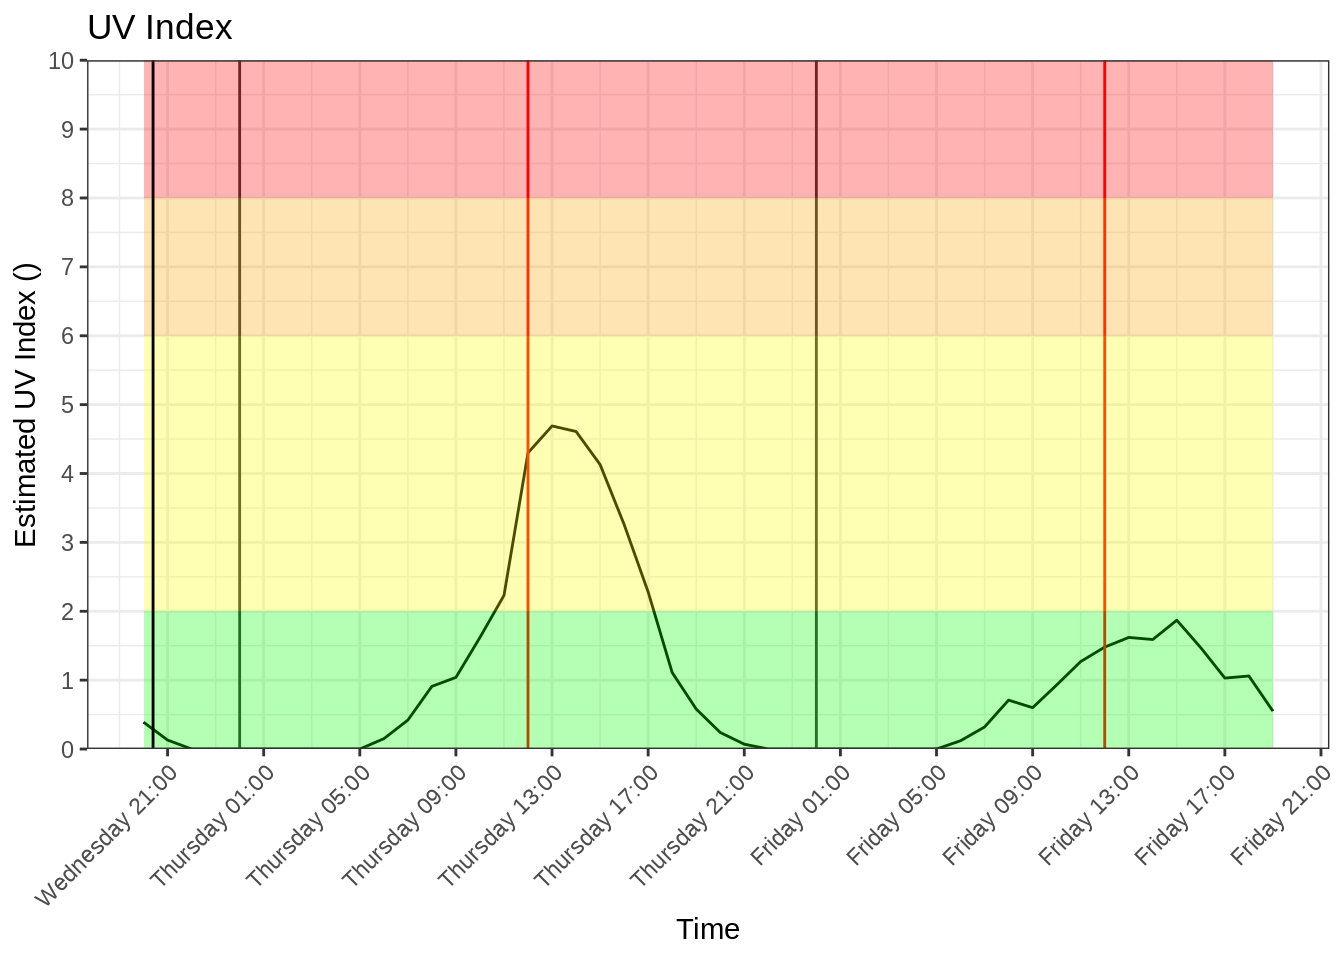 UV Index
Estimated UV Index ()
10
9
8
7
6
5
4
3
2
1
0
Wednesday 21:00
Thursday 01:00
Thursday 05:00
Thursday 09:00
Thursday 13:00
Thursday 17:00
Thursday 21:00
Friday 01:00
Friday 05:00
Friday 09:00
Friday 13:00
Friday 17:00
Friday 21:00
Time